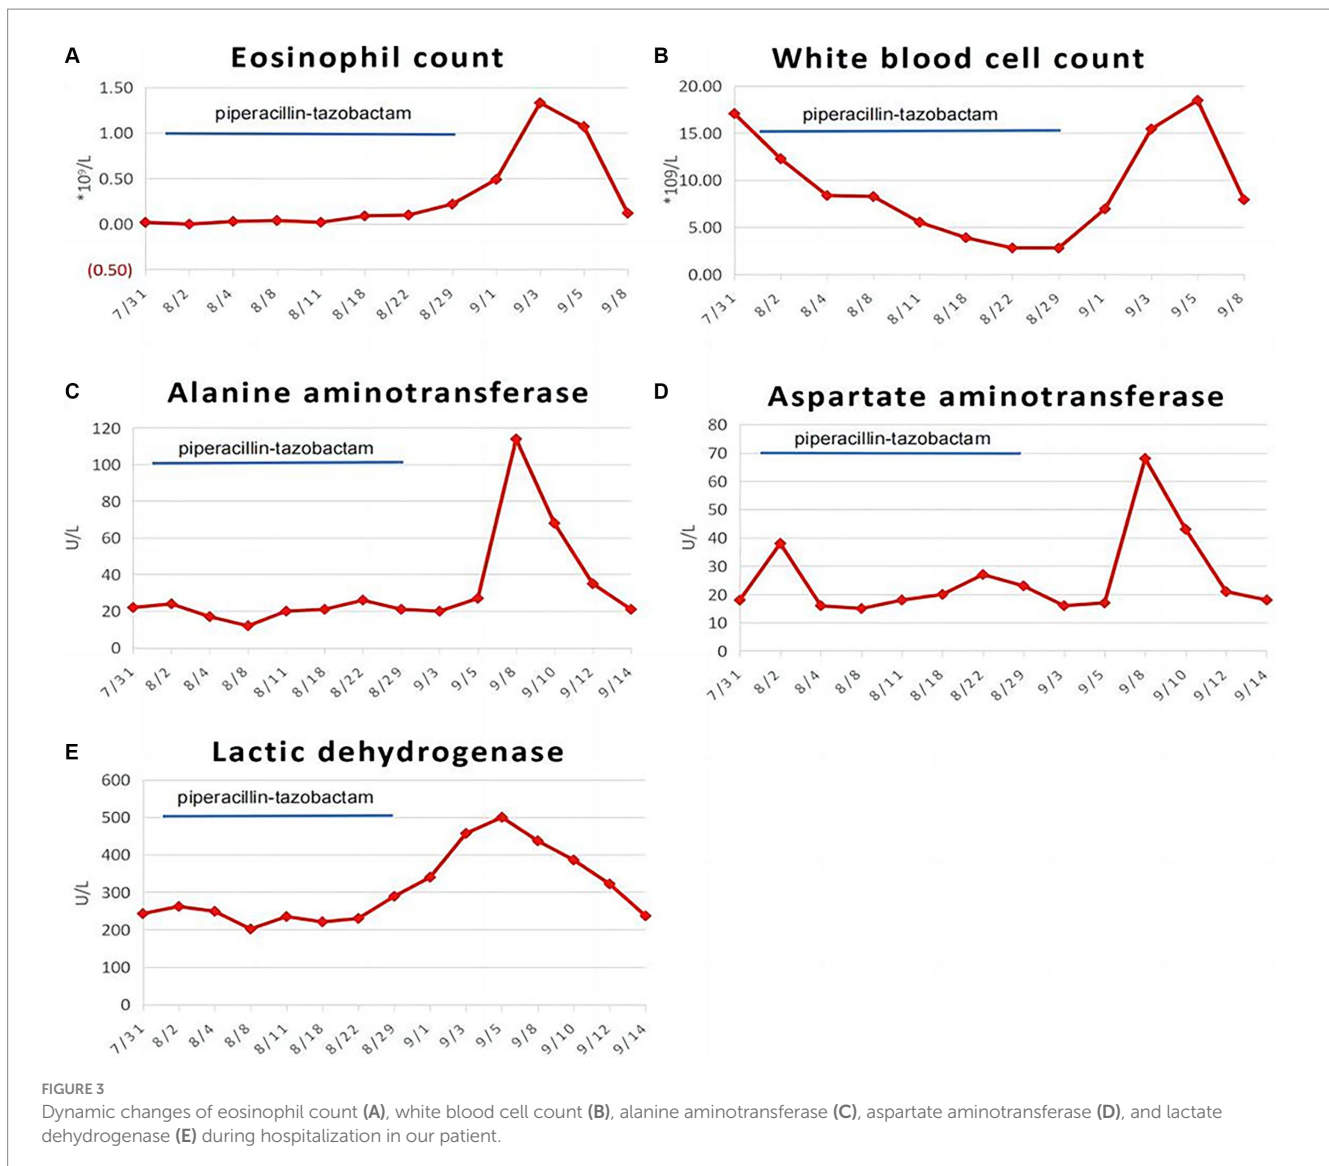 A
Eosinophil count
*10⁹/L
1.50
1.00
0.50
0.00
(0.50)
piperacillin-tazobactam
7/31 8/2 8/4 8/8 8/11 8/18 8/22 8/29 9/1 9/3 9/5 9/8
B
White blood cell count
*109/L
20.00
15.00
10.00
5.00
0.00
piperacillin-tazobactam
7/31 8/2 8/4 8/8 8/11 8/18 8/22 8/29 9/1 9/3 9/5 9/8
C
Alanine aminotransferase
U/L
120
100
80
60
40
20
0
piperacillin-tazobactam
7/31 8/2 8/4 8/8 8/11 8/18 8/22 8/29 9/3 9/5 9/8 9/10 9/12 9/14
D
Aspartate aminotransferase
U/L
80
70
60
50
40
30
20
10
0
piperacillin-tazobactam
7/31 8/2 8/4 8/8 8/11 8/18 8/22 8/29 9/3 9/5 9/8 9/10 9/12 9/14
E
Lactic dehydrogenase
U/L
600
500
400
300
200
100
0
piperacillin-tazobactam
7/31 8/2 8/4 8/8 8/11 8/18 8/22 8/29 9/1 9/3 9/5 9/8 9/10 9/12 9/14
FIGURE 3
Dynamic changes of eosinophil count (A), white blood cell count (B), alanine aminotransferase (C), aspartate aminotransferase (D), and lactate
dehydrogenase (E) during hospitalization in our patient.